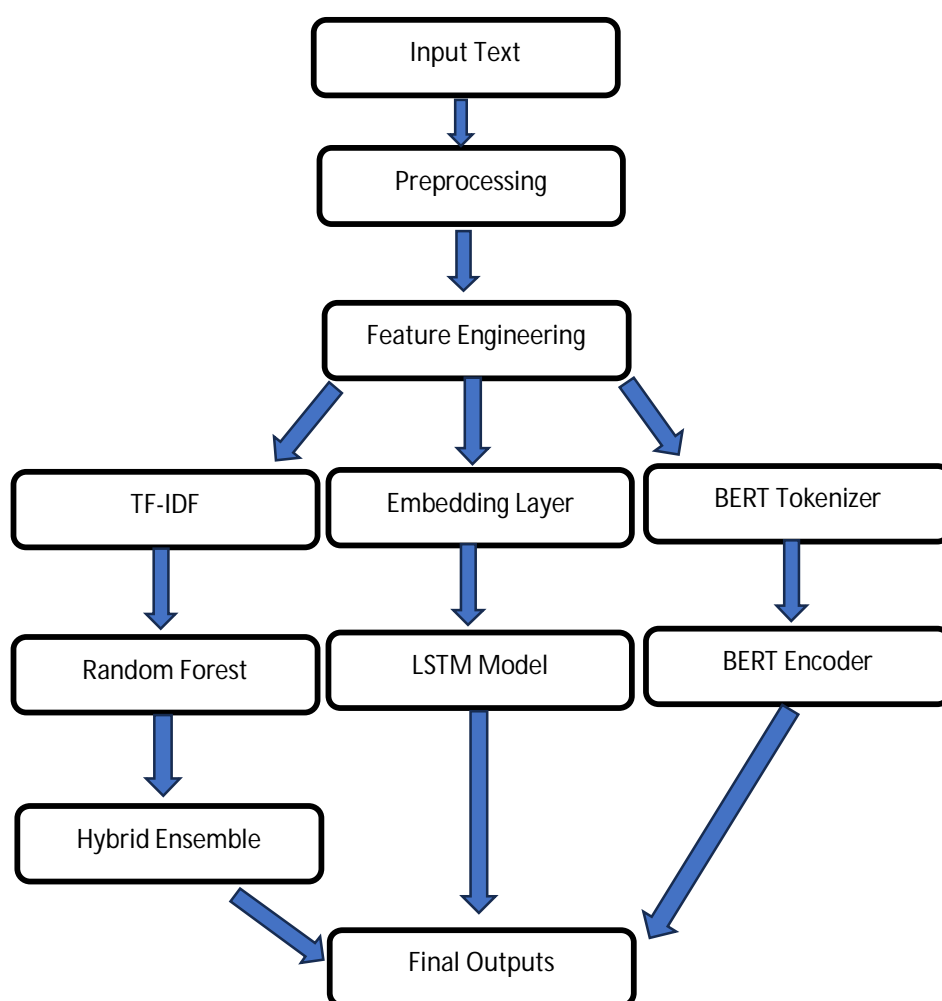 Input Text
Preprocessing
Feature Engineering
TF-IDF
Embedding Layer
BERT Tokenizer
Random Forest
LSTM Model
BERT Encoder
Hybrid Ensemble
Final Outputs